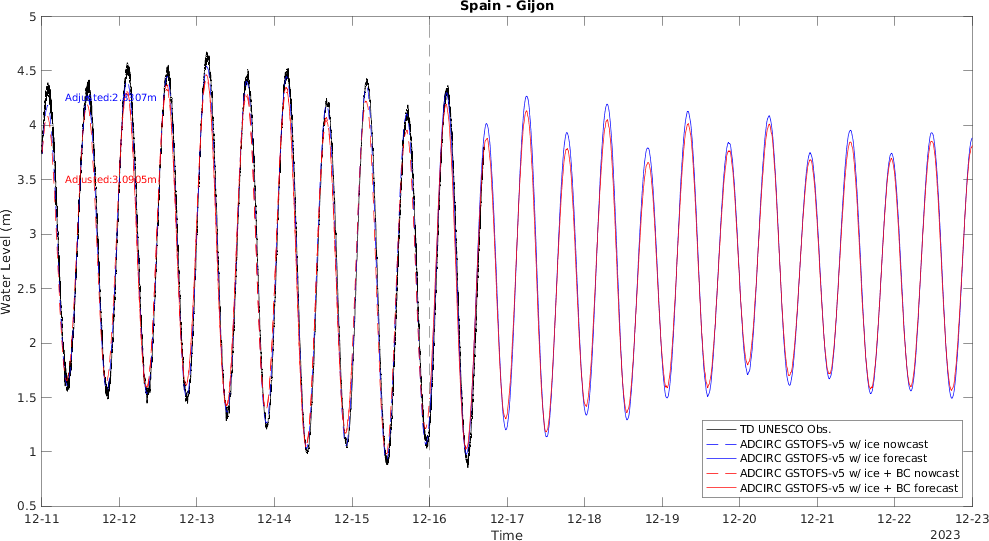 Spain - Gijon
5
4.5
4
3.5
3
2.5
2
1.5
1
0.5
Water Level (m)
Adjusted:3.0905m
TD UNESCO Obs.
ADCIRC GSTOFS-v5 w/ ice nowcast
ADCIRC GSTOFS-v5 w/ ice forecast
ADCIRC GSTOFS-v5 w/ ice + BC nowcast
ADCIRC GSTOFS-v5 w/ ice + BC forecast
12-11 12-12 12-13 12-14 12-15 12-16 12-17 12-18 12-19 12-20 12-21 12-22 12-23
Time
2023